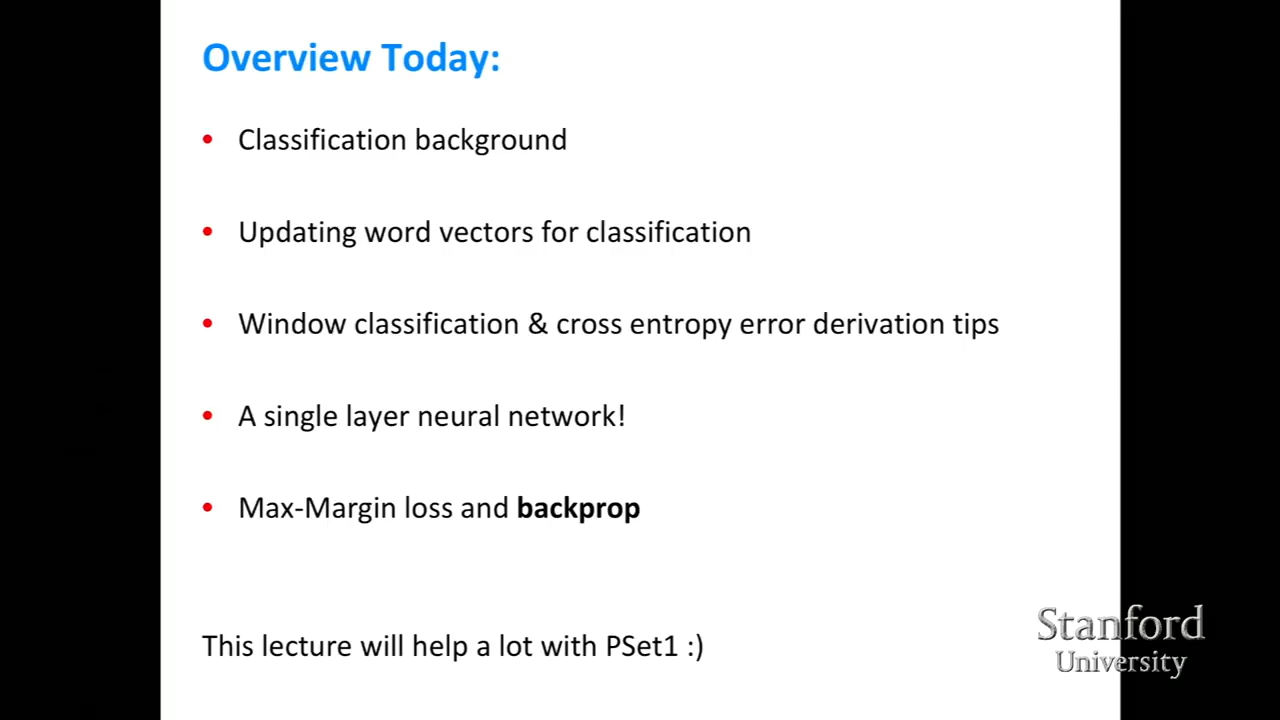 Overview Today:
• Classification background
• Updating word vectors for classification
• Window classification & cross entropy error derivation tips
• A single layer neural network!
• Max-Margin loss and backprop
This lecture will help a lot with PSet1 :)
Stanford
University